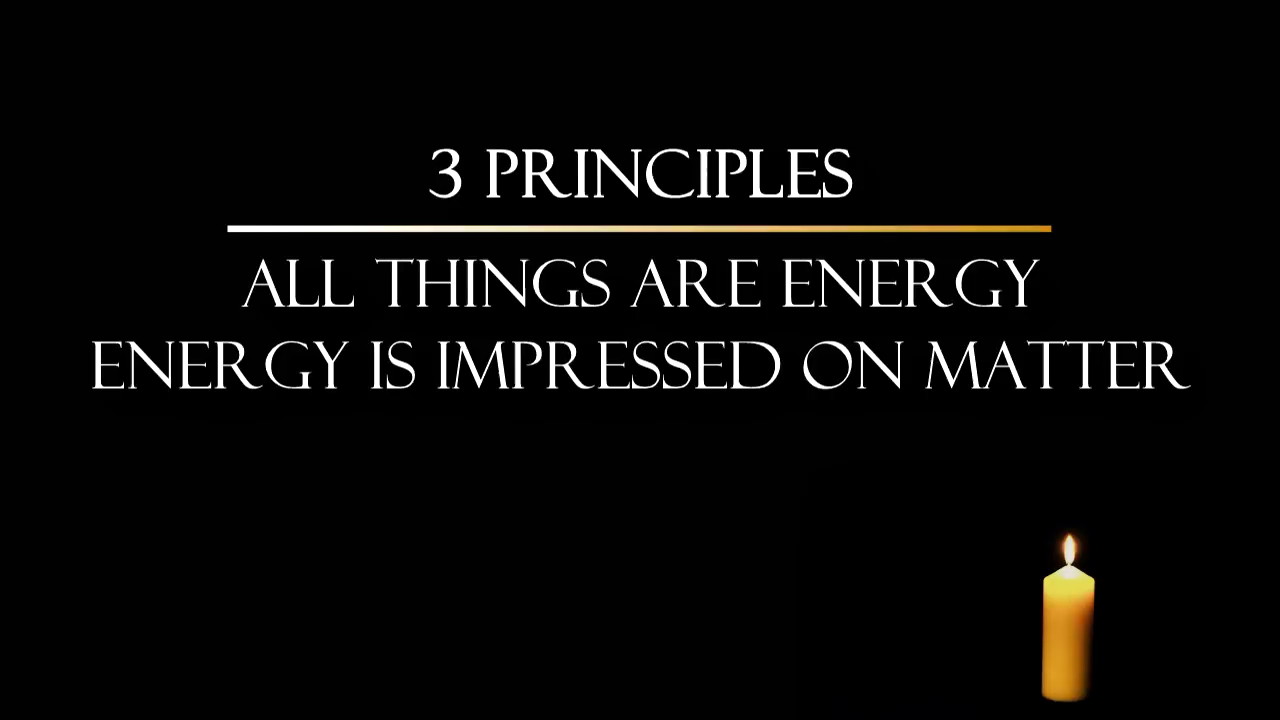 3 PRINCIPLES
ALL THINGS ARE ENERGY
ENERGY IS IMPRESSED ON MATTER